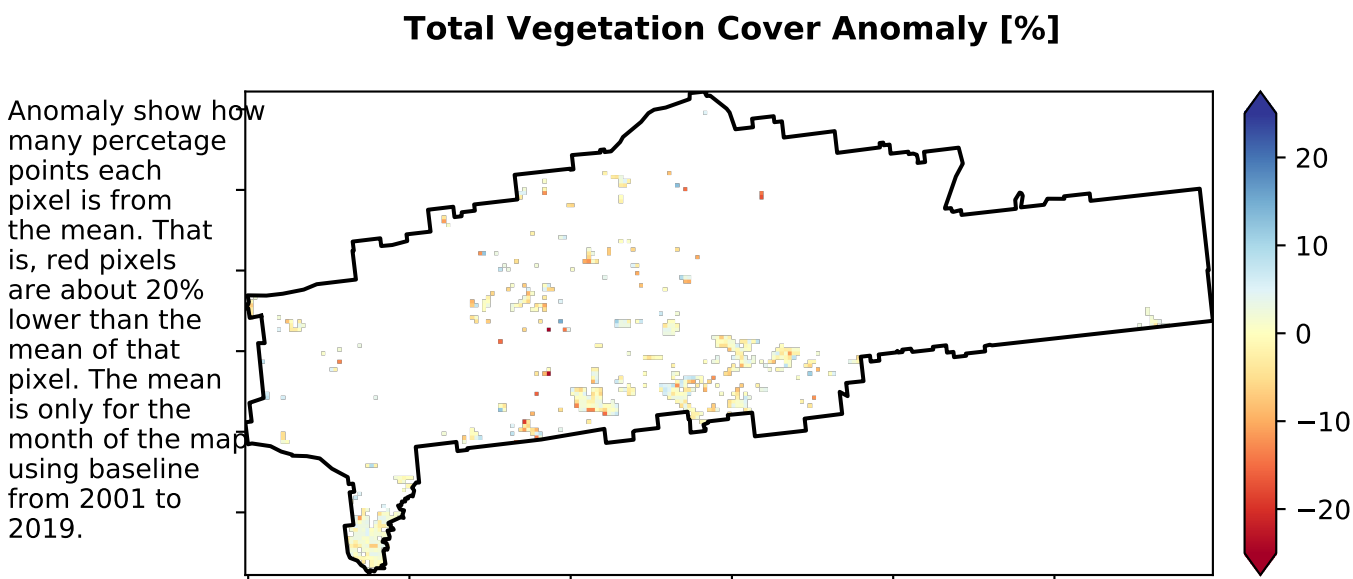 Total Vegetation Cover Anomaly [%]
Anomaly show how
many percetage
points each
pixel is from
the mean. That
is, red pixels
are about 20%
lower than the
mean of that
pixel. The mean
is only for the
month of the map
using baseline
from 2001 to
2019.
20
10
0
−10
−20